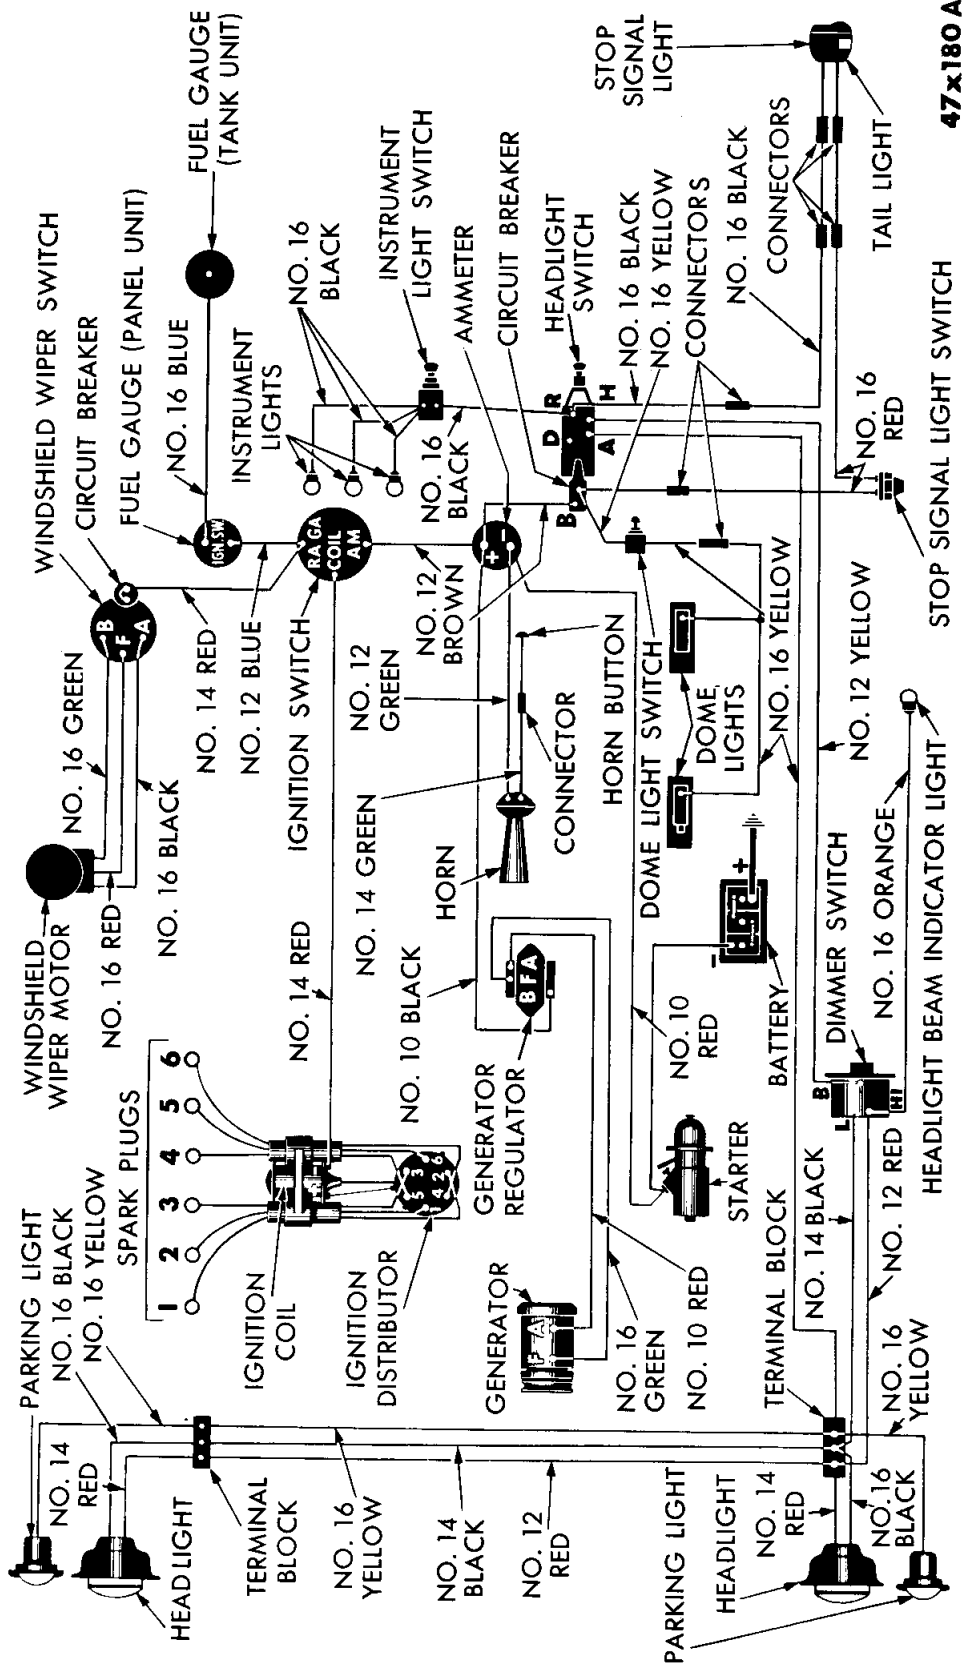 PARKING LIGHT
NO. 16 BLACK
NO. 16 YELLOW
NO. 14
RED
HEADLIGHT
TERMINAL
BLOCK
NO. 16
YELLOW
NO. 14
BLACK
NO. 12
RED
PARKING LIGHT
HEADLIGHT
NO. 14
RED
NO. 16
BLACK
NO. 16
YELLOW
TERMINAL BLOCK
SPARK PLUGS
1 2 3 4 5 6
IGNITION
COIL
IGNITION
DISTRIBUTOR
GENERATOR
F A
NO. 16
GREEN
NO. 10 RED
GENERATOR
REGULATOR
B F A
NO. 10 BLACK
STARTER
NO. 10
RED
BATTERY
- +
NO. 14 BLACK
NO. 12 RED
DIMMER SWITCH
B
L
HI
NO. 16 ORANGE
HEADLIGHT BEAM INDICATOR LIGHT
WINDSHIELD
WIPER MOTOR
NO. 16 RED
NO. 16 BLACK
NO. 16 GREEN
WINDSHIELD WIPER SWITCH
B
F
A
CIRCUIT BREAKER
NO. 14 RED
NO. 12 BLUE
IGNITION SWITCH
RA GA
COIL
AM
NO. 14 RED
NO. 14 GREEN
NO. 12
GREEN
HORN
CONNECTOR
HORN BUTTON
DOME LIGHT SWITCH
DOME
LIGHTS
NO. 16 YELLOW
NO. 12 YELLOW
FUEL GAUGE (PANEL UNIT)
IGN. SW
NO. 16 BLUE
FUEL GAUGE
(TANK UNIT)
INSTRUMENT
LIGHTS
NO. 16
BLACK
INSTRUMENT
LIGHT SWITCH
NO. 16
BLACK
NO. 12
BROWN
AMMETER
+ -
CIRCUIT BREAKER
HEADLIGHT
SWITCH
B
D
R
A
H
NO. 16 BLACK
NO. 16 YELLOW
CONNECTORS
NO. 16 BLACK
CONNECTORS
STOP
SIGNAL
LIGHT
TAIL LIGHT
NO. 16
RED
STOP SIGNAL LIGHT SWITCH
47x180A